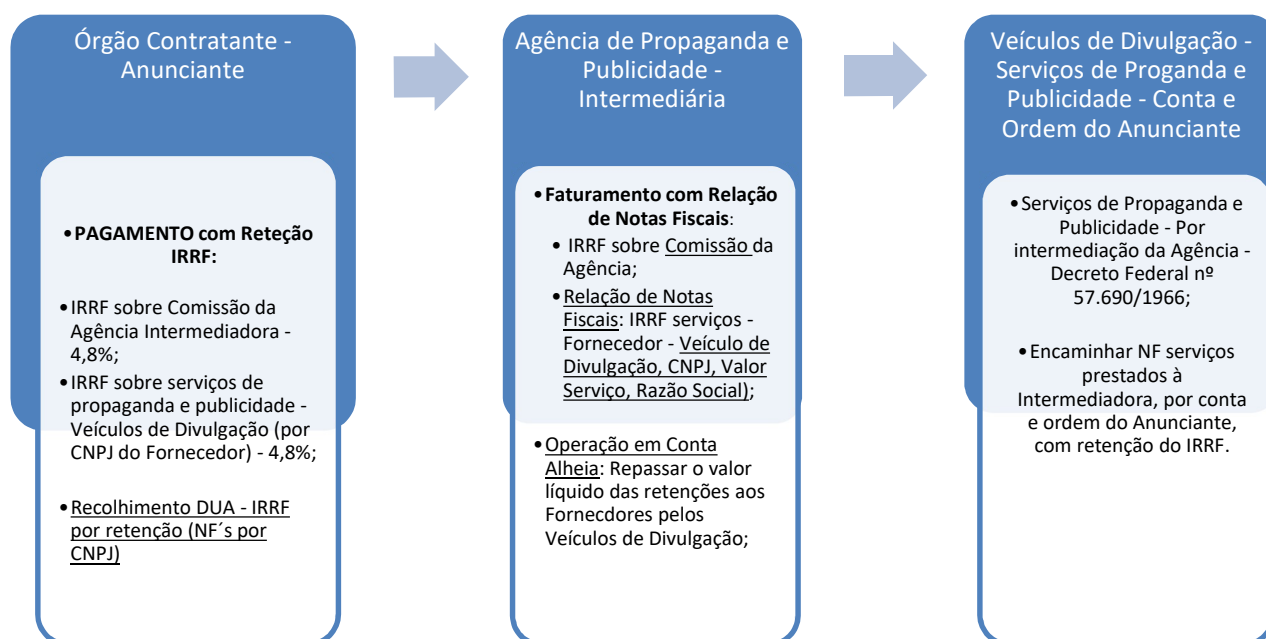 Órgão Contratante -
Anunciante
•PAGAMENTO com Reteção
IRRF:
•IRRF sobre Comissão da
Agência Intermediadora -
4,8%;
•IRRF sobre serviços de
propaganda e publicidade -
Veículos de Divulgação (por
CNPJ do Fornecedor) - 4,8%;
•Recolhimento DUA - IRRF
por retenção (NF´s por
CNPJ)
Agência de Propaganda e
Publicidade -
Intermediária
•Faturamento com Relação
de Notas Fiscais:
• IRRF sobre Comissão da
Agência;
•Relação de Notas
Fiscais: IRRF serviços -
Fornecedor - Veículo de
Divulgação, CNPJ, Valor
Serviço, Razão Social);
•Operação em Conta
Alheia: Repassar o valor
líquido das retenções aos
Fornecdores pelos
Veículos de Divulgação;
Veículos de Divulgação -
Serviços de Proganda e
Publicidade - Conta e
Ordem do Anunciante
•Serviços de Propaganda e
Publicidade - Por
intermediação da Agência -
Decreto Federal nº
57.690/1966;
•Encaminhar NF serviços
prestados à
Intermediadora, por conta
e ordem do Anunciante,
com retenção do IRRF.